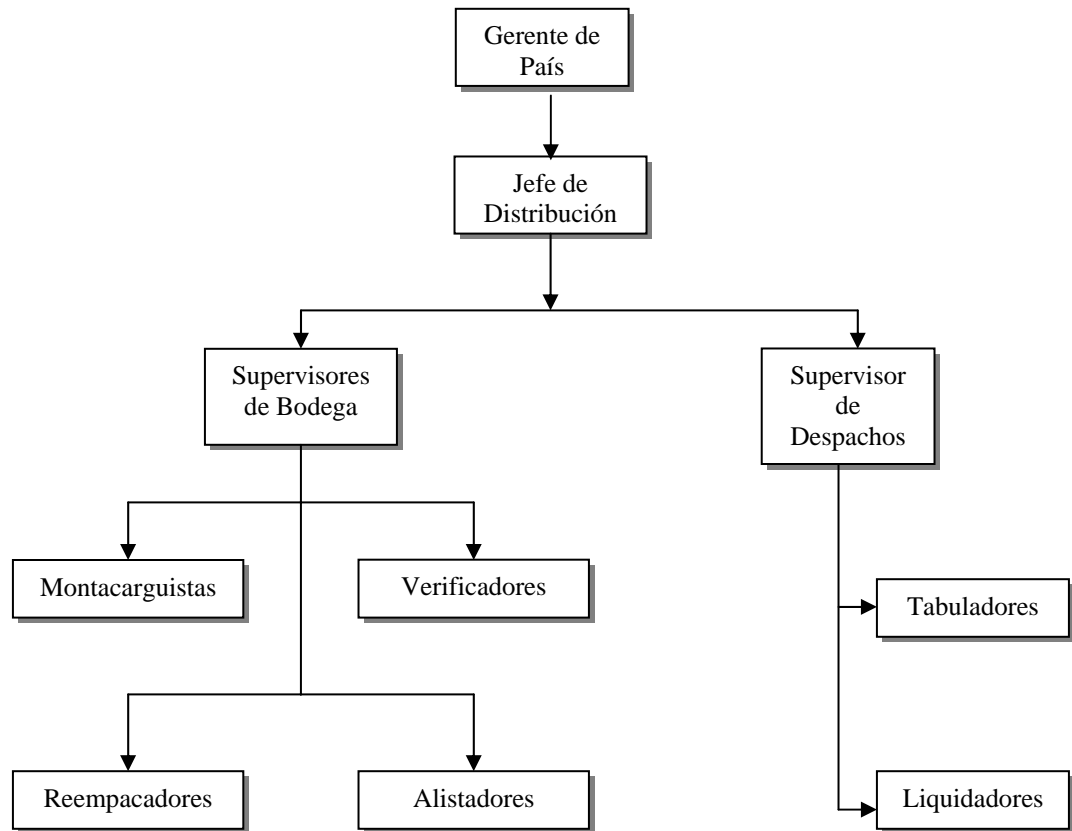 Gerente de
País
Jefe de
Distribución
Supervisores
de Bodega
Supervisor
de
Despachos
Montacarguistas
Verificadores
Tabuladores
Reempacadores
Alistadores
Liquidadores